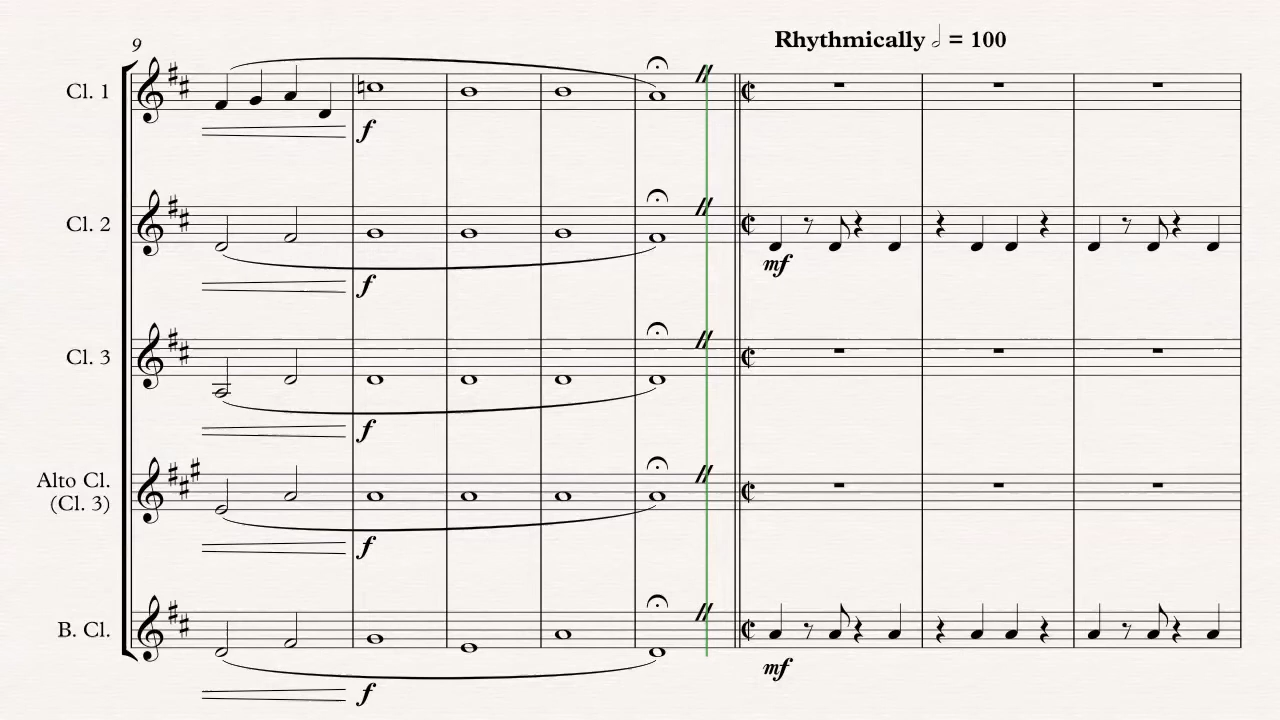 9
Rhythmically 𝅗𝅥 = 100
Cl. 1
f
Cl. 2
f
mf
Cl. 3
f
Alto Cl.
(Cl. 3)
f
B. Cl.
f
mf